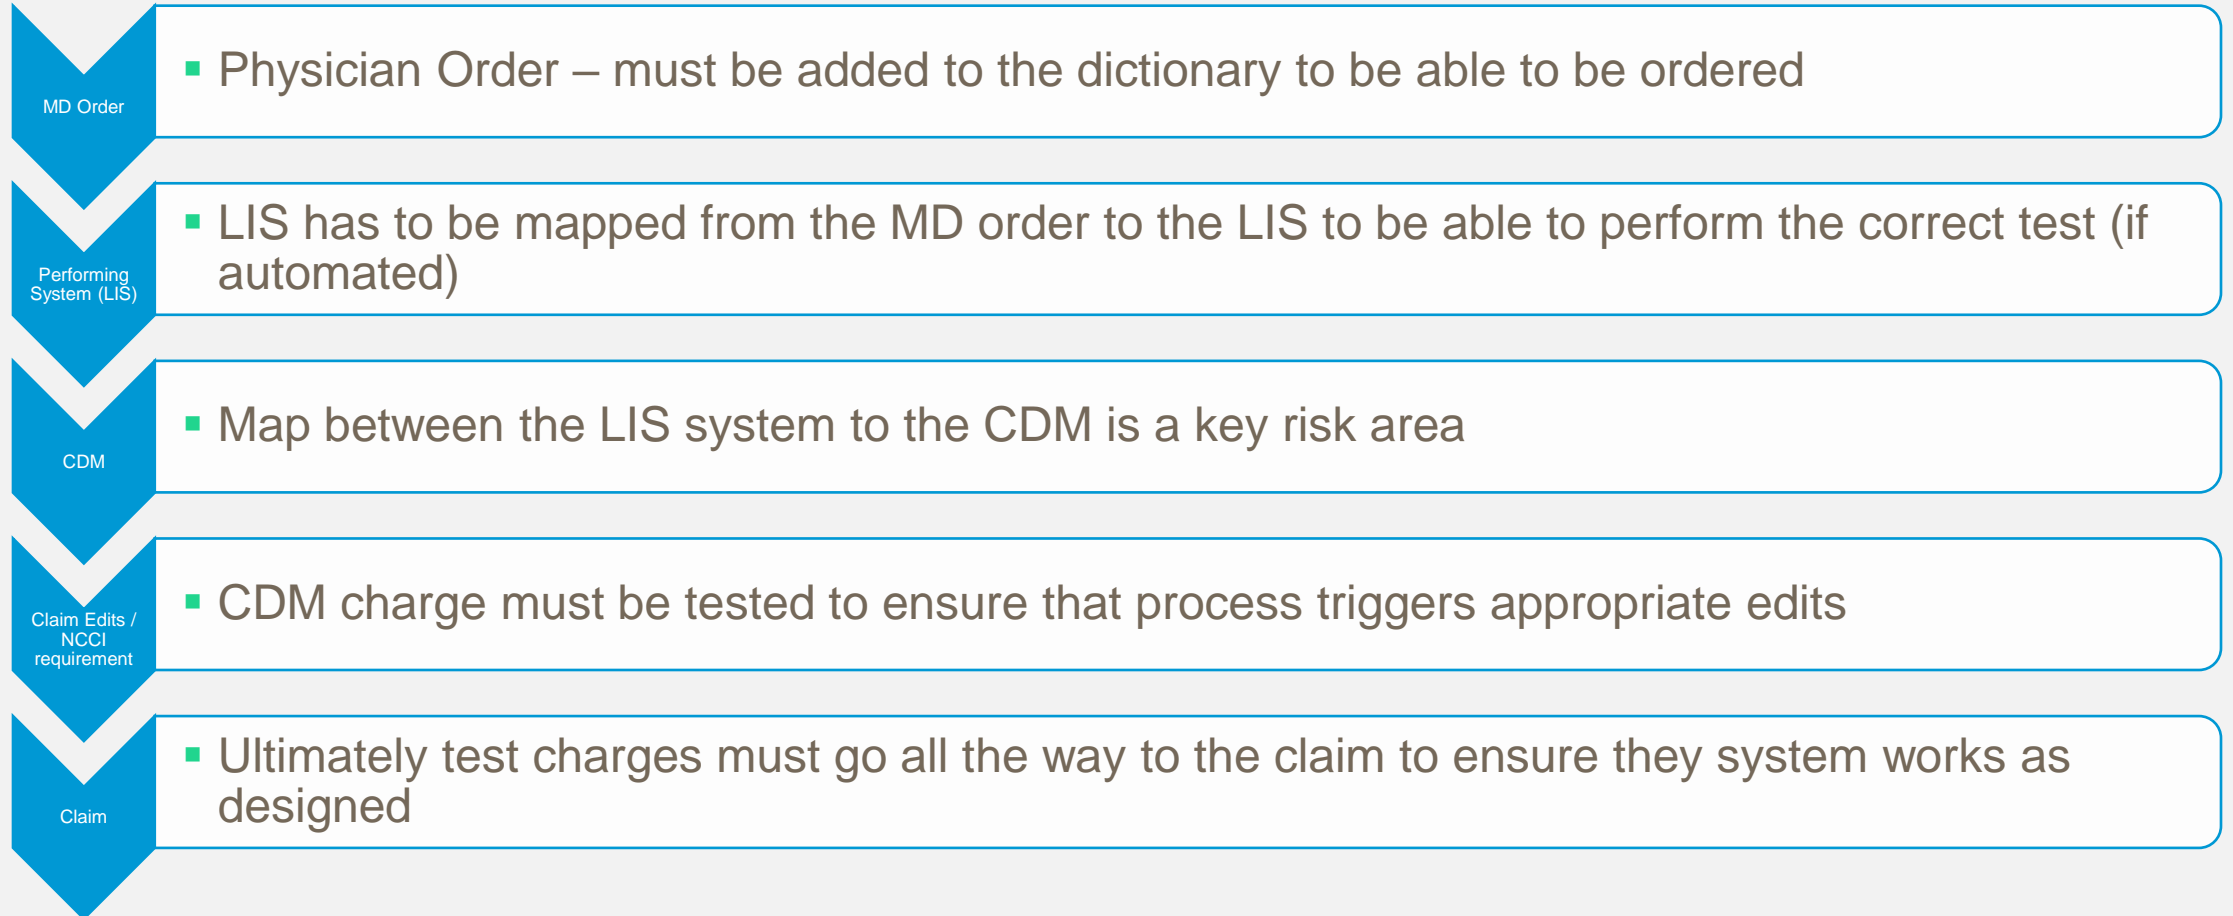 MD Order
▪ Physician Order – must be added to the dictionary to be able to be ordered
Performing
System (LIS)
▪ LIS has to be mapped from the MD order to the LIS to be able to perform the correct test (if
automated)
CDM
▪ Map between the LIS system to the CDM is a key risk area
Claim Edits /
NCCI
requirement
▪ CDM charge must be tested to ensure that process triggers appropriate edits
Claim
▪ Ultimately test charges must go all the way to the claim to ensure they system works as
designed